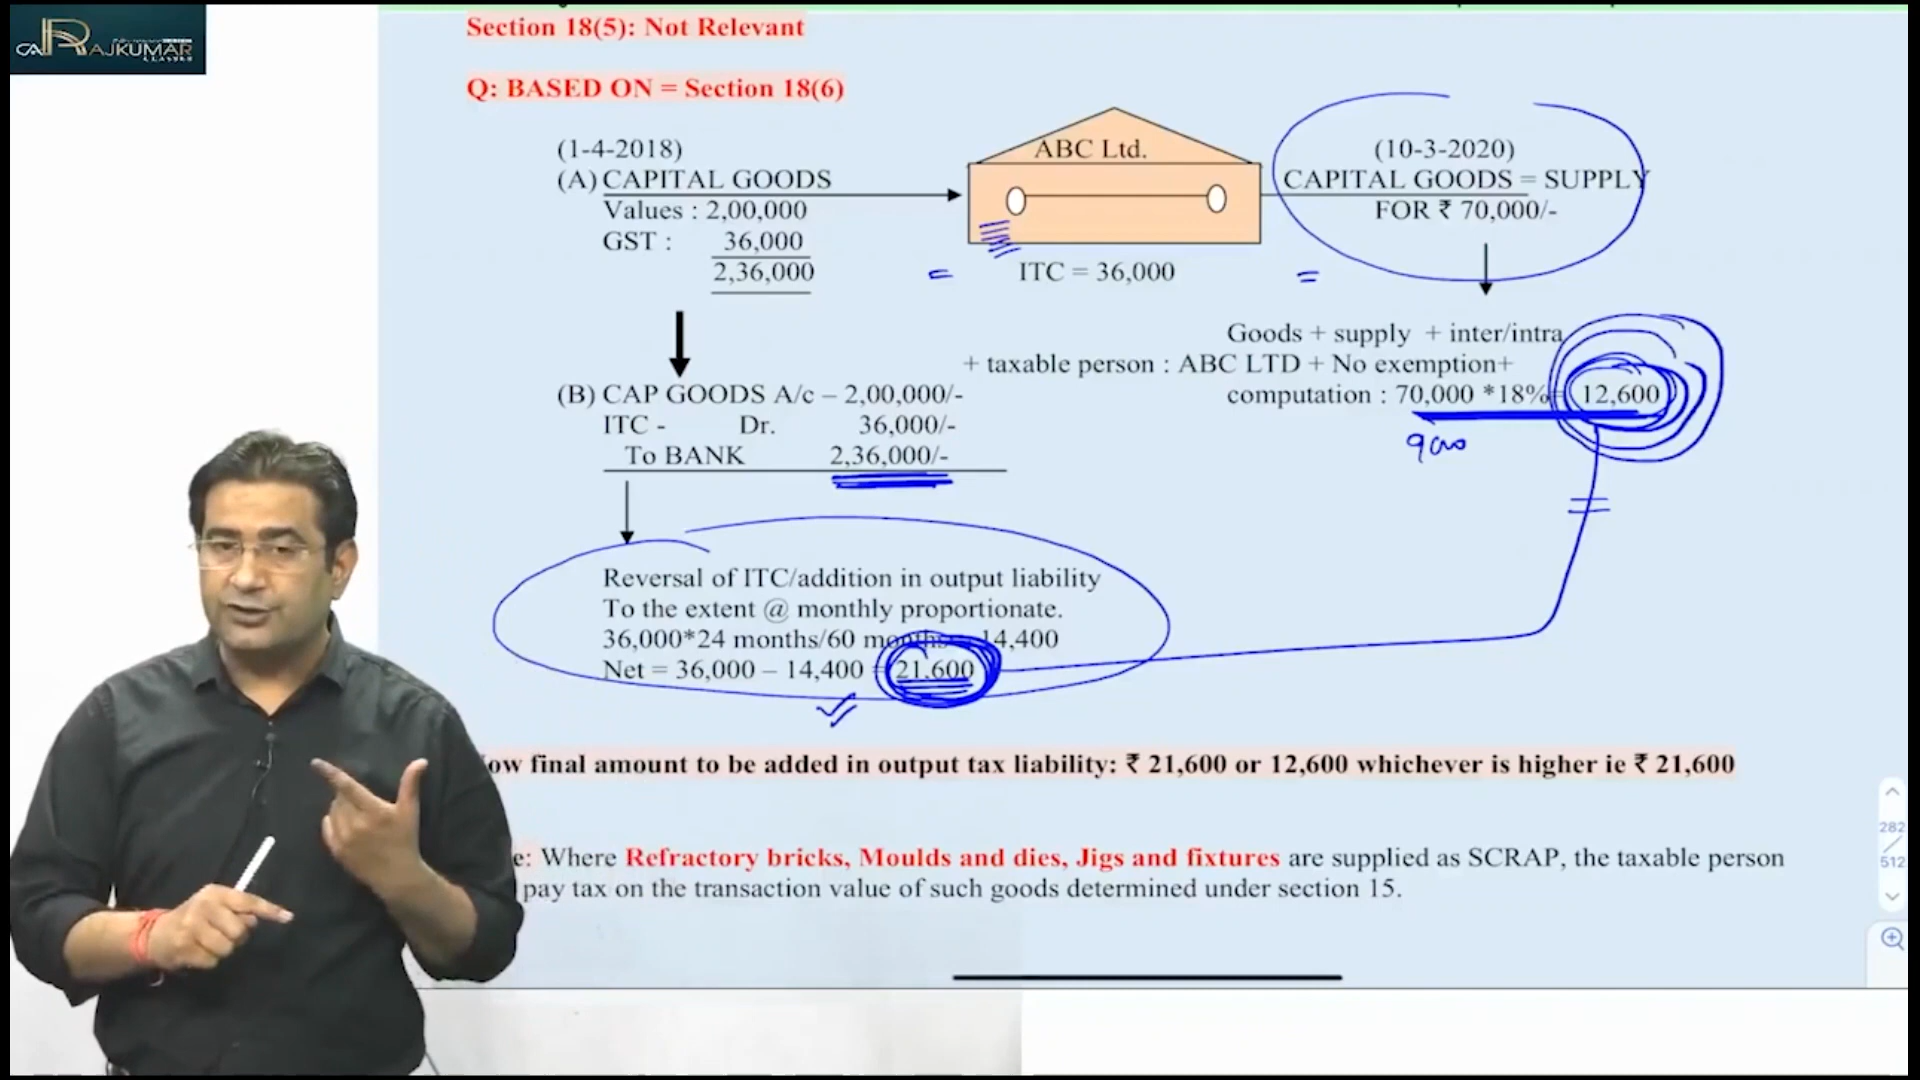 CA RAJKUMAR
CLASSES
Section 18(5): Not Relevant
Q: BASED ON = Section 18(6)
(1-4-2018)
(A) CAPITAL GOODS
Values : 2,00,000
GST : 36,000
2,36,000
ABC Ltd.
ITC = 36,000
(10-3-2020)
CAPITAL GOODS = SUPPLY
FOR ₹ 70,000/-
Goods + supply + inter/intra
+ taxable person : ABC LTD + No exemption+
computation : 70,000 *18%= 12,600
(B) CAP GOODS A/c – 2,00,000/-
ITC - Dr. 36,000/-
To BANK 2,36,000/-
Reversal of ITC/addition in output liability
To the extent @ monthly proportionate.
36,000*24 months/60 months 14,400
Net = 36,000 – 14,400 = 21,600
ow final amount to be added in output tax liability: ₹ 21,600 or 12,600 whichever is higher ie ₹ 21,600
e: Where Refractory bricks, Moulds and dies, Jigs and fixtures are supplied as SCRAP, the taxable person
pay tax on the transaction value of such goods determined under section 15.
282
/
512